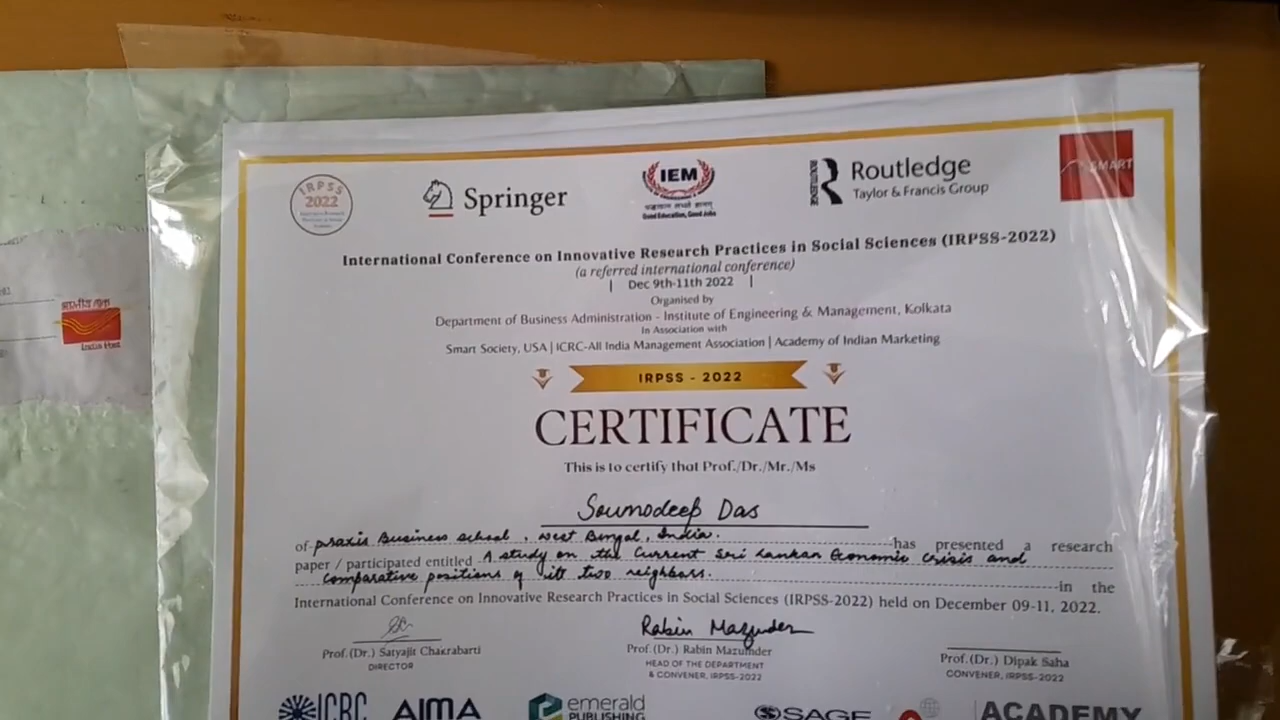 IRPSS
2022
Springer
IEM
Good Education, Good Jobs
ROUTLEDGE
Routledge
Taylor & Francis Group
SMART
International Conference on Innovative Research Practices in Social Sciences (IRPSS-2022)
(a referred international conference)
| Dec 9th-11th 2022 |
Organised by
Department of Business Administration - Institute of Engineering & Management, Kolkata
In Association with
Smart Society, USA | ICRC-All India Management Association | Academy of Indian Marketing
IRPSS - 2022
CERTIFICATE
This is to certify that Prof./Dr./Mr./Ms
Soumodeep Das
of praxis Business school, West Bengal, India. has presented a research
paper / participated entitled A study on the Current Sri Lankan Economic Crisis and
comparative positions of its two neighbors. in the
International Conference on Innovative Research Practices in Social Sciences (IRPSS-2022) held on December 09-11, 2022.
Rabin Mazumder
Prof.(Dr.) Satyajit Chakrabarti
DIRECTOR
Prof.(Dr.) Rabin Mazumder
HEAD OF THE DEPARTMENT
& CONVENER, IRPSS-2022
Prof.(Dr.) Dipak Saha
CONVENER, IRPSS-2022
ICRC
AIMA
emerald
PUBLISHING
SAGE
ACADEMY
भारतीय डाक
India Post